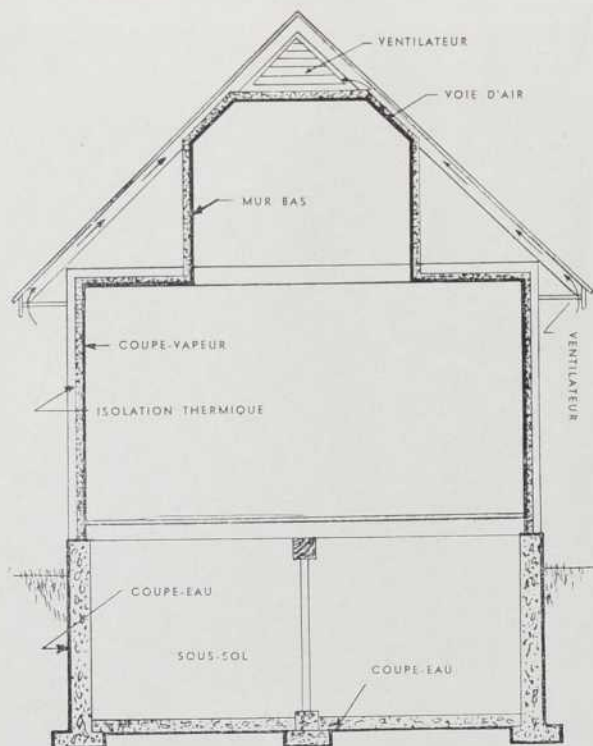 VENTILATEUR
VOIE D'AIR
MUR BAS
COUPE-VAPEUR
VENTILATEUR
ISOLATION THERMIQUE
COUPE-EAU
SOUS-SOL
COUPE-EAU